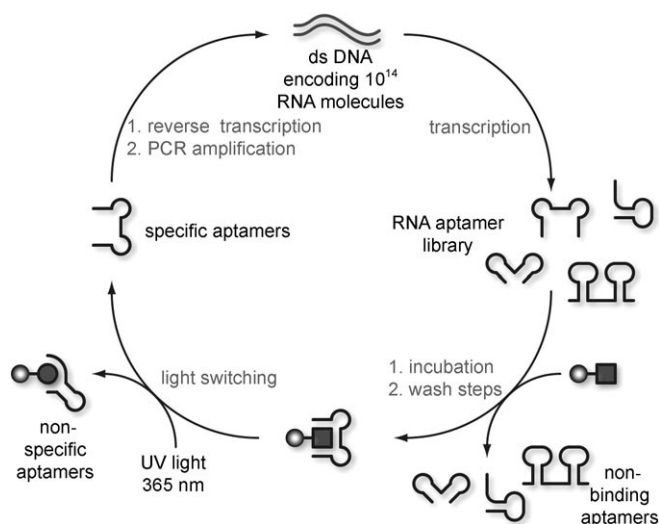 ds DNA
encoding 10¹⁴
RNA molecules
1. reverse transcription
2. PCR amplification
transcription
specific aptamers
RNA aptamer
library
light switching
1. incubation
2. wash steps
non-
specific
aptamers
UV light
365 nm
non-
binding
aptamers